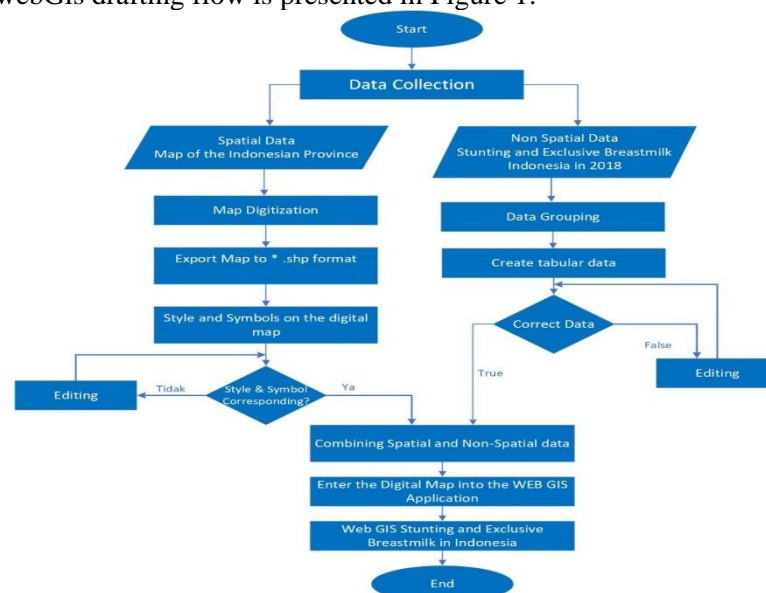 webGis drafting flow is presented in Figure 1.
Start
Data Collection
Spatial Data
Map of the Indonesian Province
Non Spatial Data
Stunting and Exclusive Breastmilk
Indonesia in 2018
Map Digitization
Data Grouping
Export Map to * .shp format
Create tabular data
Style and Symbols on the digital
map
Correct Data
False
True
Editing
Editing
Tidak
Style & Symbol
Corresponding?
Ya
Combining Spatial and Non-Spatial data
Enter the Digital Map into the WEB GIS
Application
Web GIS Stunting and Exclusive
Breastmilk in Indonesia
End